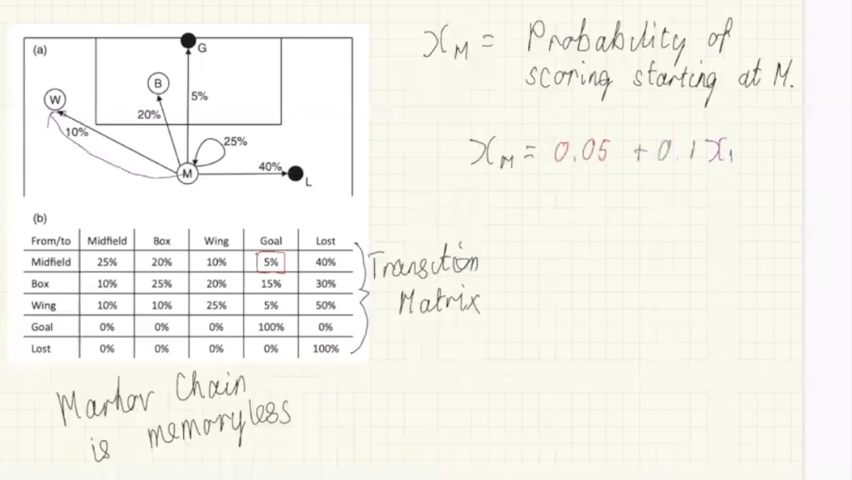 (a)
G
B
W
5%
20%
10%
25%
40%
M
L
(b)
From/to Midfield Box Wing Goal Lost
Midfield 25% 20% 10% 5% 40%
Box 10% 25% 20% 15% 30%
Wing 10% 10% 25% 5% 50%
Goal 0% 0% 0% 100% 0%
Lost 0% 0% 0% 0% 100%
Transition
Matrix
Markov Chain
is memoryless
x_M = Probability of
scoring starting at M.
x_M = 0.05 + 0.1x